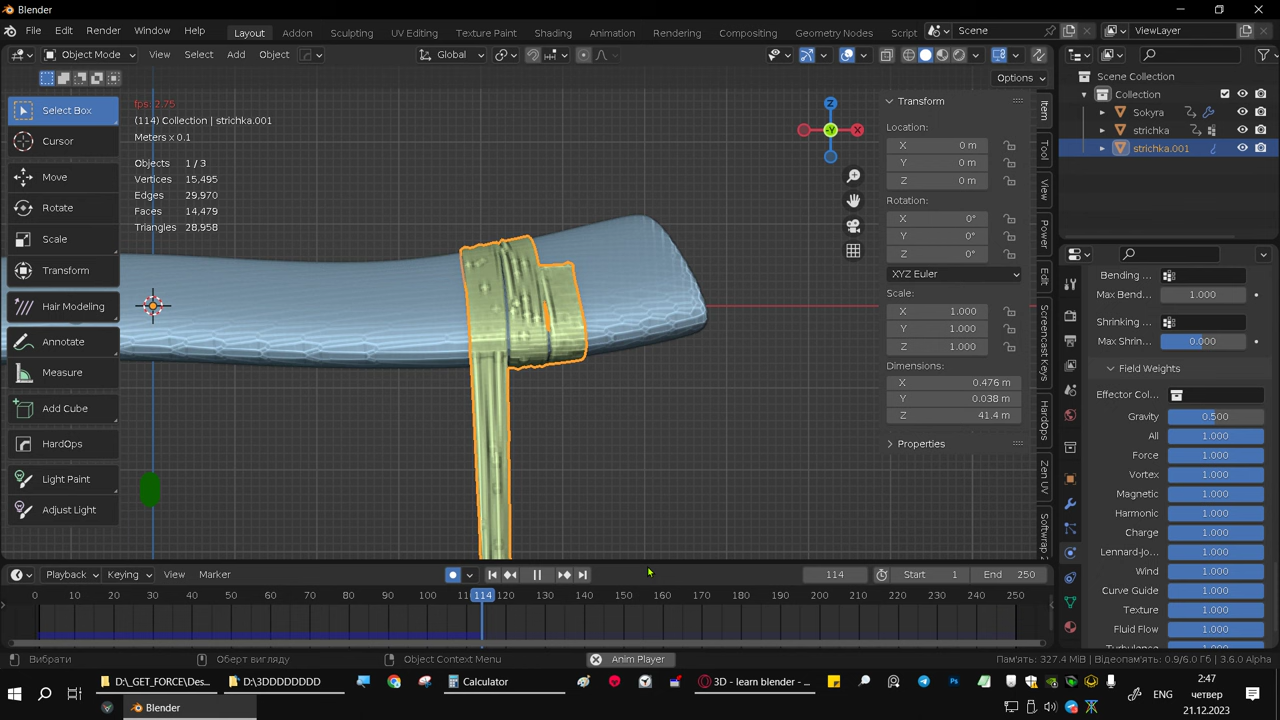 Blender
File Edit Render Window Help Layout Addon Sculpting UV Editing Texture Paint Shading Animation Rendering Compositing Geometry Nodes Script Scene ViewLayer
Object Mode View Select Add Object Global
Options
Select Box
Cursor
Move
Rotate
Scale
Transform
Hair Modeling
Annotate
Measure
Add Cube
HardOps
Light Paint
Adjust Light
fps: 2.75
(114) Collection | strichka.001
Meters x 0.1
Objects 1 / 3
Vertices 15,495
Edges 29,970
Faces 14,479
Triangles 28,958
Z
X
-Y
Transform
Location:
X 0 m
Y 0 m
Z 0 m
Rotation:
X 0°
Y 0°
Z 0°
XYZ Euler
Scale:
X 1.000
Y 1.000
Z 1.000
Dimensions:
X 0.476 m
Y 0.038 m
Z 41.4 m
Properties
Item
Tool
View
Power
Edit
Screencast Keys
HardOps
Zen UV
Softwrap 2
Scene Collection
Collection
Sokyra
strichka
strichka.001
Bending ...
Max Bend... 1.000
Shrinking ...
Max Shrin... 0.000
Field Weights
Effector Col...
Gravity 0.500
All 1.000
Force 1.000
Vortex 1.000
Magnetic 1.000
Harmonic 1.000
Charge 1.000
Lennard-jo... 1.000
Wind 1.000
Curve Guide 1.000
Texture 1.000
Fluid Flow 1.000
Playback Keying View Marker 114 Start 1 End 250
0 10 20 30 40 50 60 70 80 90 100 114 120 130 140 150 160 170 180 190 200 210 220 230 240 250
Вибрати Оберт вигляду Object Context Menu Anim Player Пам'ять: 327.4 MiB | Відеопам'ять: 0.9/6.0 Гб | 3.6.0 Alpha
D:\_GET_FORCE\Des... D:\3DDDDDDDD Calculator 3D - learn blender - ...
Blender
ENG
2:47
четвер
21.12.2023